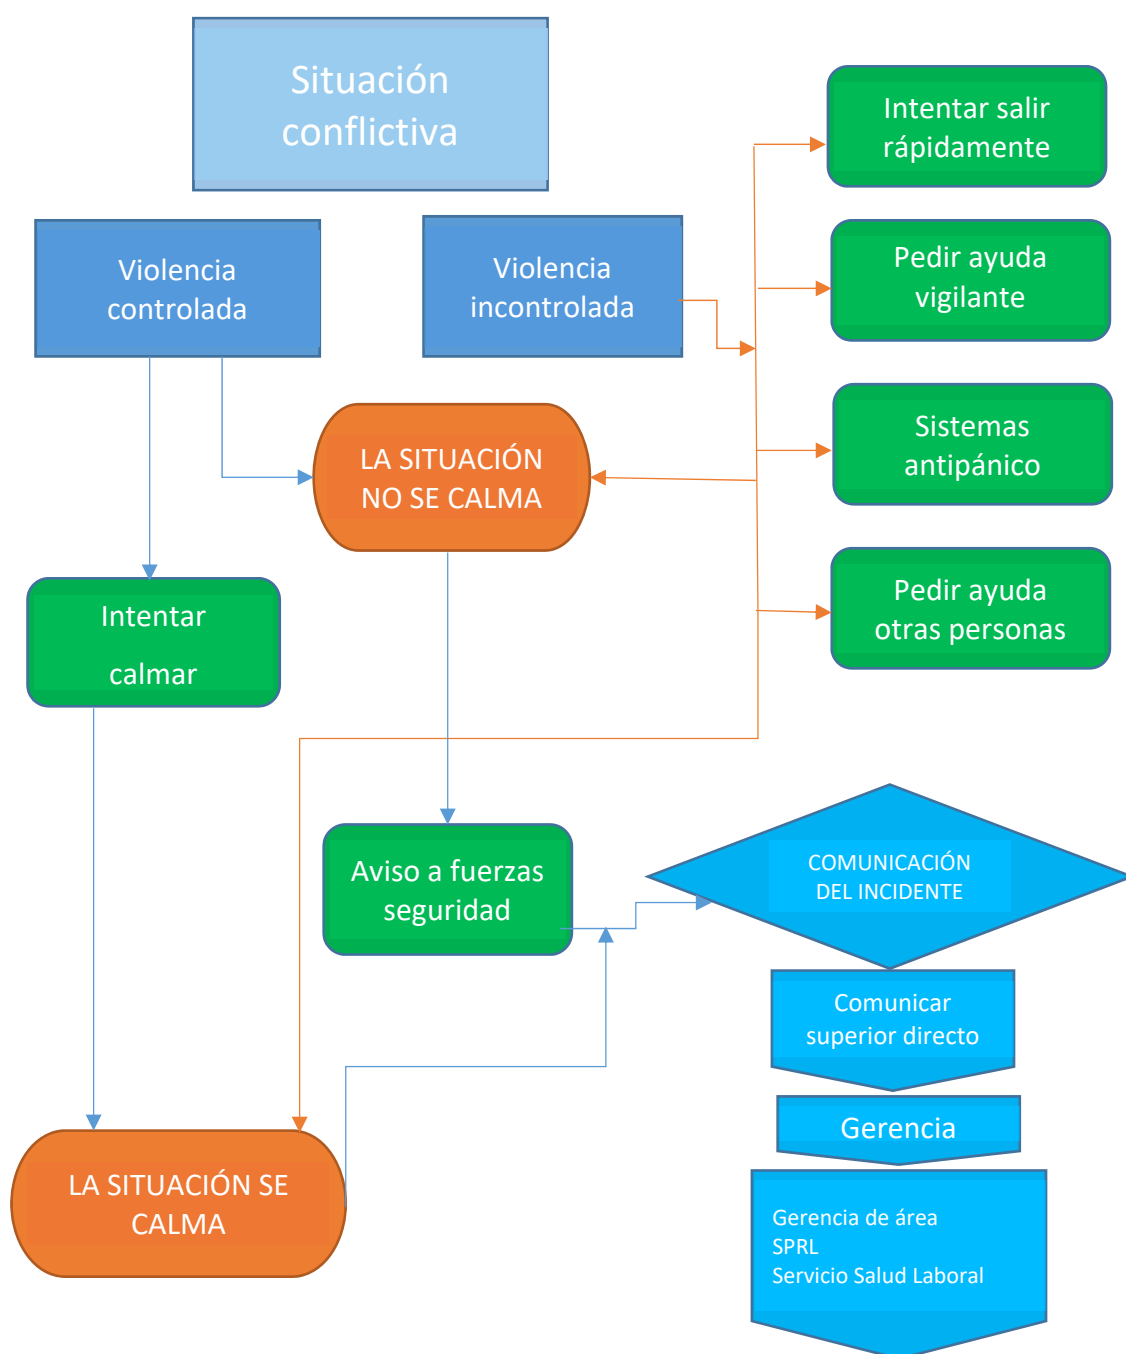 Situación
conflictiva
Intentar salir
rápidamente
Violencia
controlada
Violencia
incontrolada
Pedir ayuda
vigilante
LA SITUACIÓN
NO SE CALMA
Sistemas
antipánico
Intentar
calmar
Pedir ayuda
otras personas
Aviso a fuerzas
seguridad
COMUNICACIÓN
DEL INCIDENTE
Comunicar
superior directo
Gerencia
LA SITUACIÓN SE
CALMA
Gerencia de área
SPRL
Servicio Salud Laboral